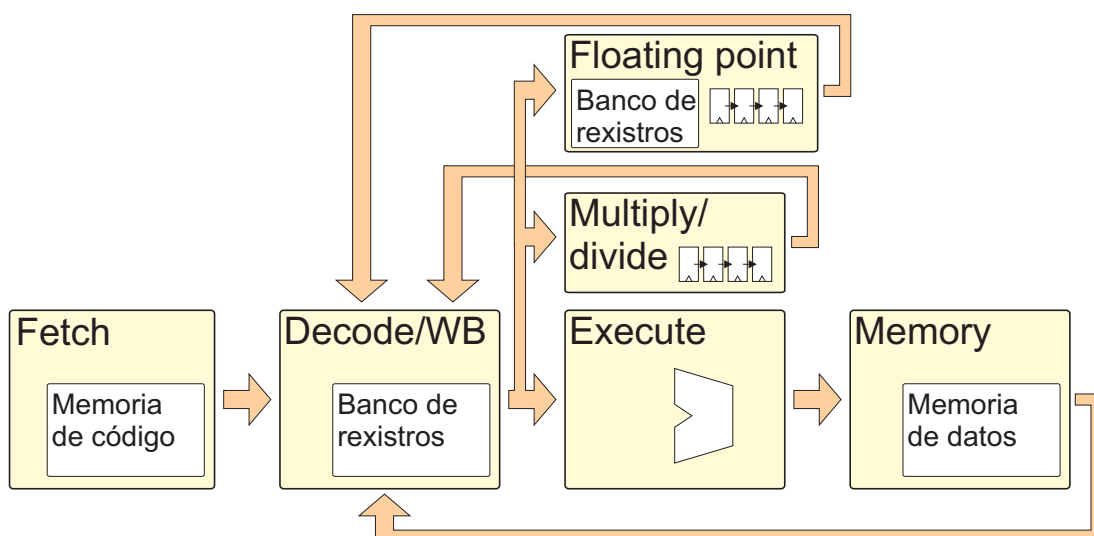 Floating point
Banco de
rexistros
Multiply/
divide
Fetch
Memoria
de código
Decode/WB
Banco de
rexistros
Execute
Memory
Memoria
de datos